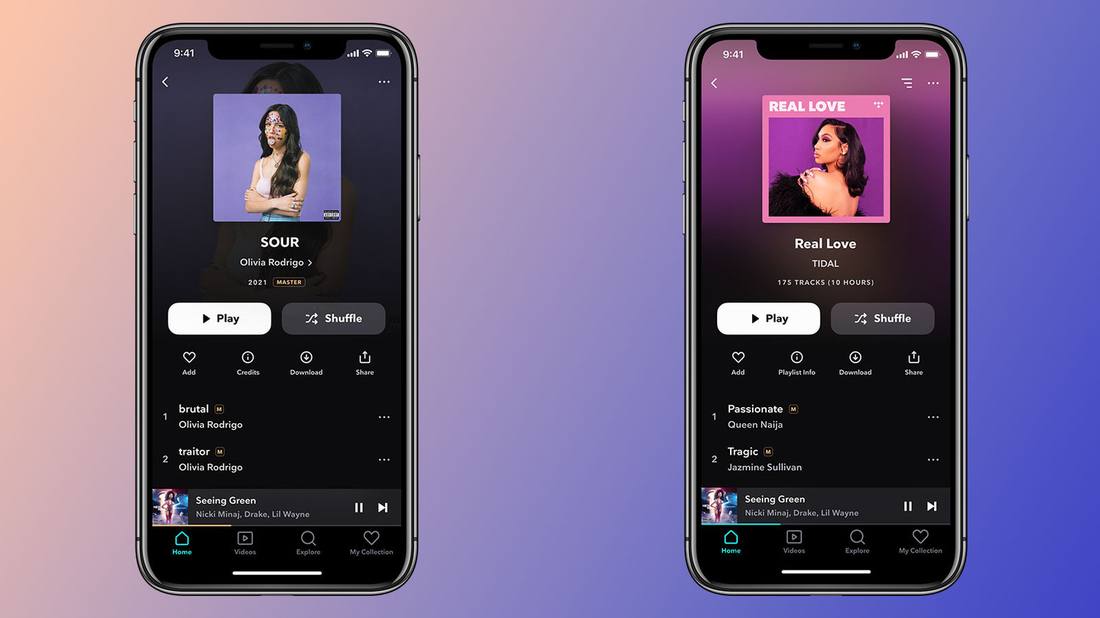 9:41
SOUR
Olivia Rodrigo
2021 MASTER
Play Shuffle
Add Credits Download Share
1 brutal M
Olivia Rodrigo
2 traitor M
Olivia Rodrigo
Seeing Green
Nicki Minaj, Drake, Lil Wayne
Home Videos Explore My Collection
9:41
REAL LOVE
Real Love
TIDAL
175 TRACKS (10 HOURS)
Play Shuffle
Add Playlist Info Download Share
1 Passionate M
Queen Naija
2 Tragic M
Jazmine Sullivan
Seeing Green
Nicki Minaj, Drake, Lil Wayne
Home Videos Explore My Collection